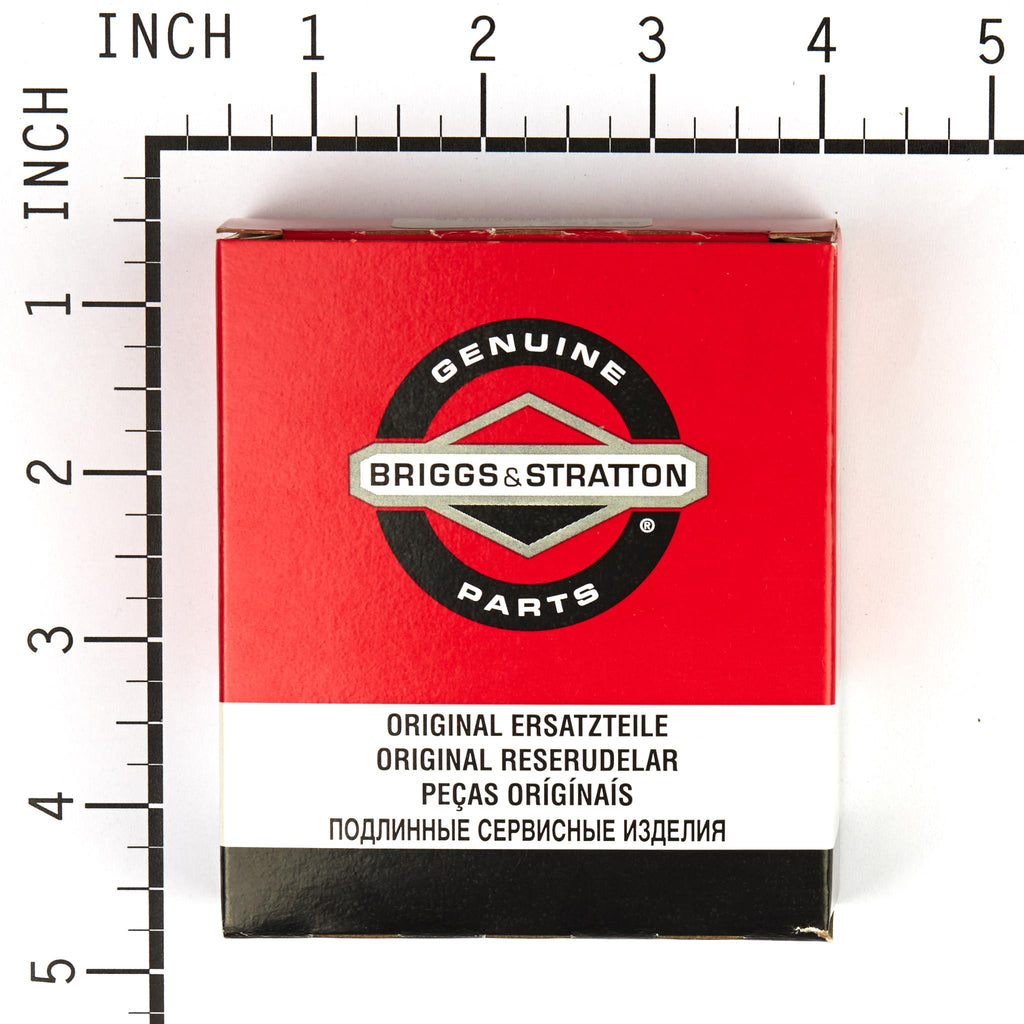 INCH 1 2 3 4 5
INCH
1
2
3
4
5
GENUINE
BRIGGS & STRATTON
®
PARTS
ORIGINAL ERSATZTEILE
ORIGINAL RESERUDELAR
PEÇAS ORÍGÍNAÍS
ПОДЛИННЫЕ СЕРВИСНЫЕ ИЗДЕЛИЯ